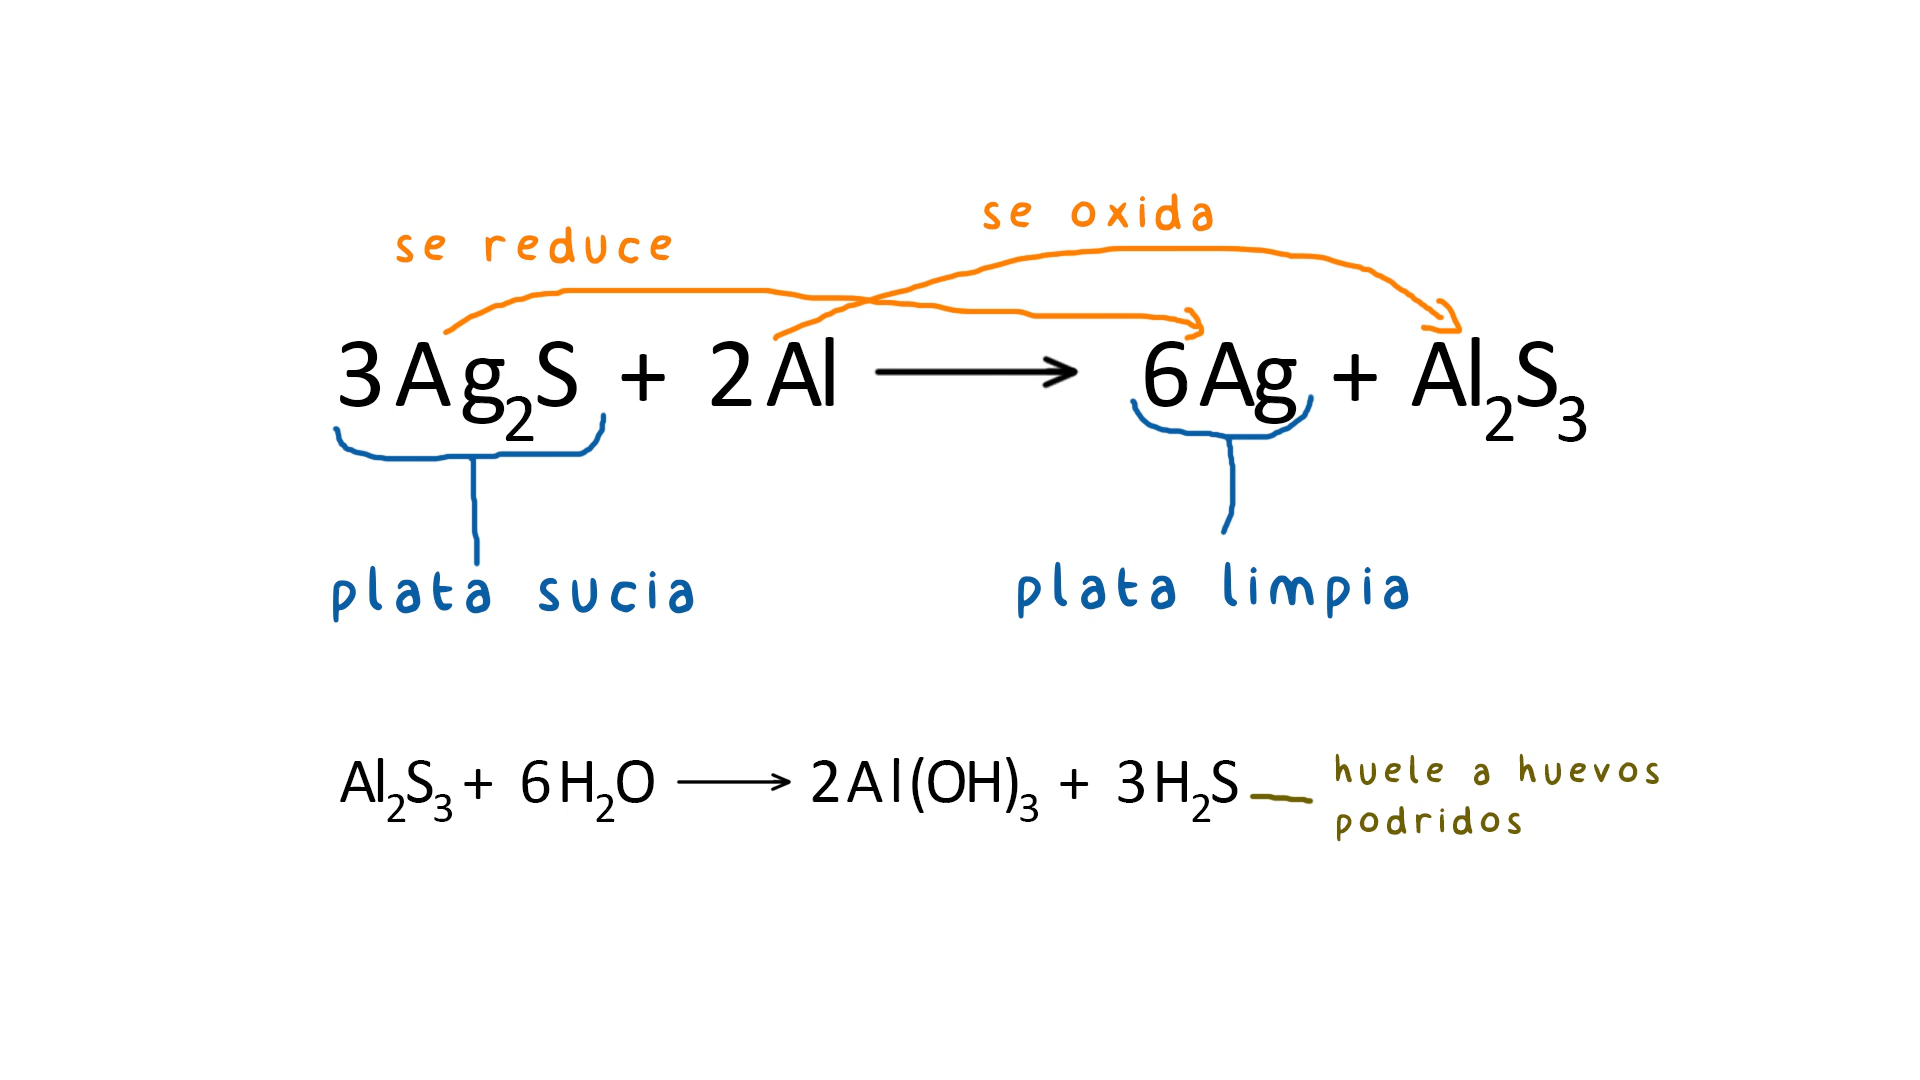 se oxida
se reduce
3Ag₂S + 2Al ⟶ 6Ag + Al₂S₃
plata sucia plata limpia
Al₂S₃ + 6H₂O ⟶ 2Al(OH)₃ + 3H₂S
huele a huevos
podridos